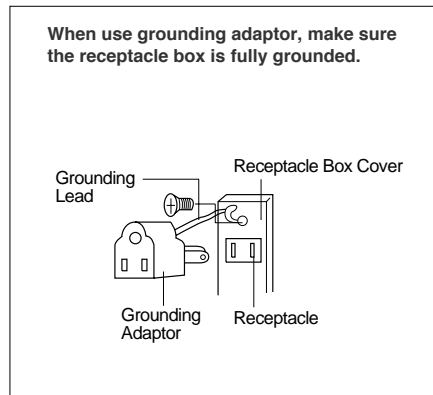 When use grounding adaptor, make sure
the receptacle box is fully grounded.
Receptacle Box Cover
Grounding
Lead
Grounding
Adaptor
Receptacle